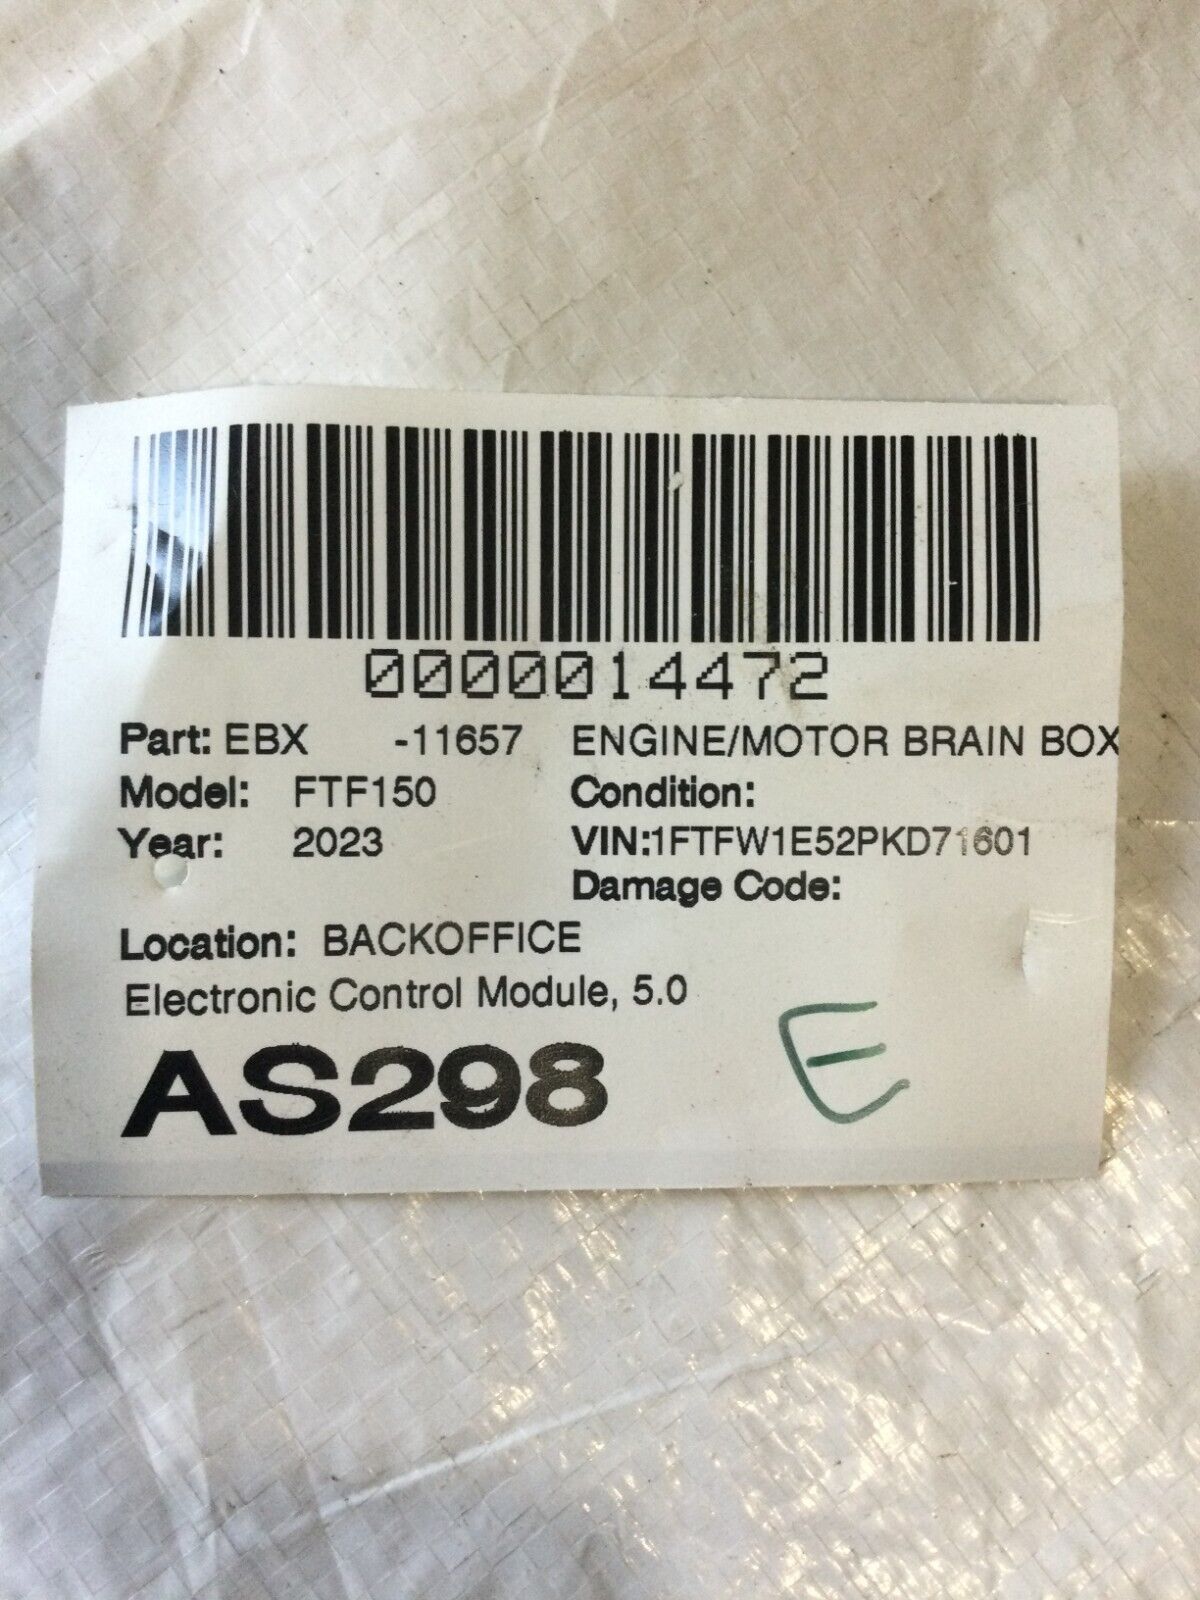 0000014472
Part: EBX -11657 ENGINE/MOTOR BRAIN BOX
Model: FTF150 Condition:
Year: 2023 VIN:1FTFW1E52PKD71601
Damage Code:
Location: BACKOFFICE
Electronic Control Module, 5.0
AS298 E